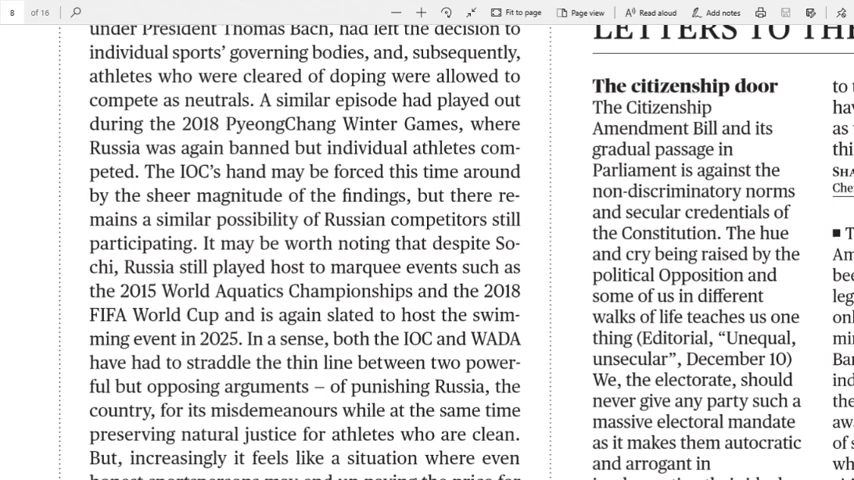 8 of 16
Fit to page
Page view
Read aloud
Add notes
under President Thomas Bach, had left the decision to
individual sports’ governing bodies, and, subsequently,
athletes who were cleared of doping were allowed to
compete as neutrals. A similar episode had played out
during the 2018 PyeongChang Winter Games, where
Russia was again banned but individual athletes com-
peted. The IOC’s hand may be forced this time around
by the sheer magnitude of the findings, but there re-
mains a similar possibility of Russian competitors still
participating. It may be worth noting that despite So-
chi, Russia still played host to marquee events such as
the 2015 World Aquatics Championships and the 2018
FIFA World Cup and is again slated to host the swim-
ming event in 2025. In a sense, both the IOC and WADA
have had to straddle the thin line between two power-
ful but opposing arguments – of punishing Russia, the
country, for its misdemeanours while at the same time
preserving natural justice for athletes who are clean.
But, increasingly it feels like a situation where even
honest sportspersons may end up paying the price for
LETTERS TO THE
The citizenship door
The Citizenship
Amendment Bill and its
gradual passage in
Parliament is against the
non-discriminatory norms
and secular credentials of
the Constitution. The hue
and cry being raised by the
political Opposition and
some of us in different
walks of life teaches us one
thing (Editorial, “Unequal,
unsecular”, December 10)
We, the electorate, should
never give any party such a
massive electoral mandate
as it makes them autocratic
and arrogant in